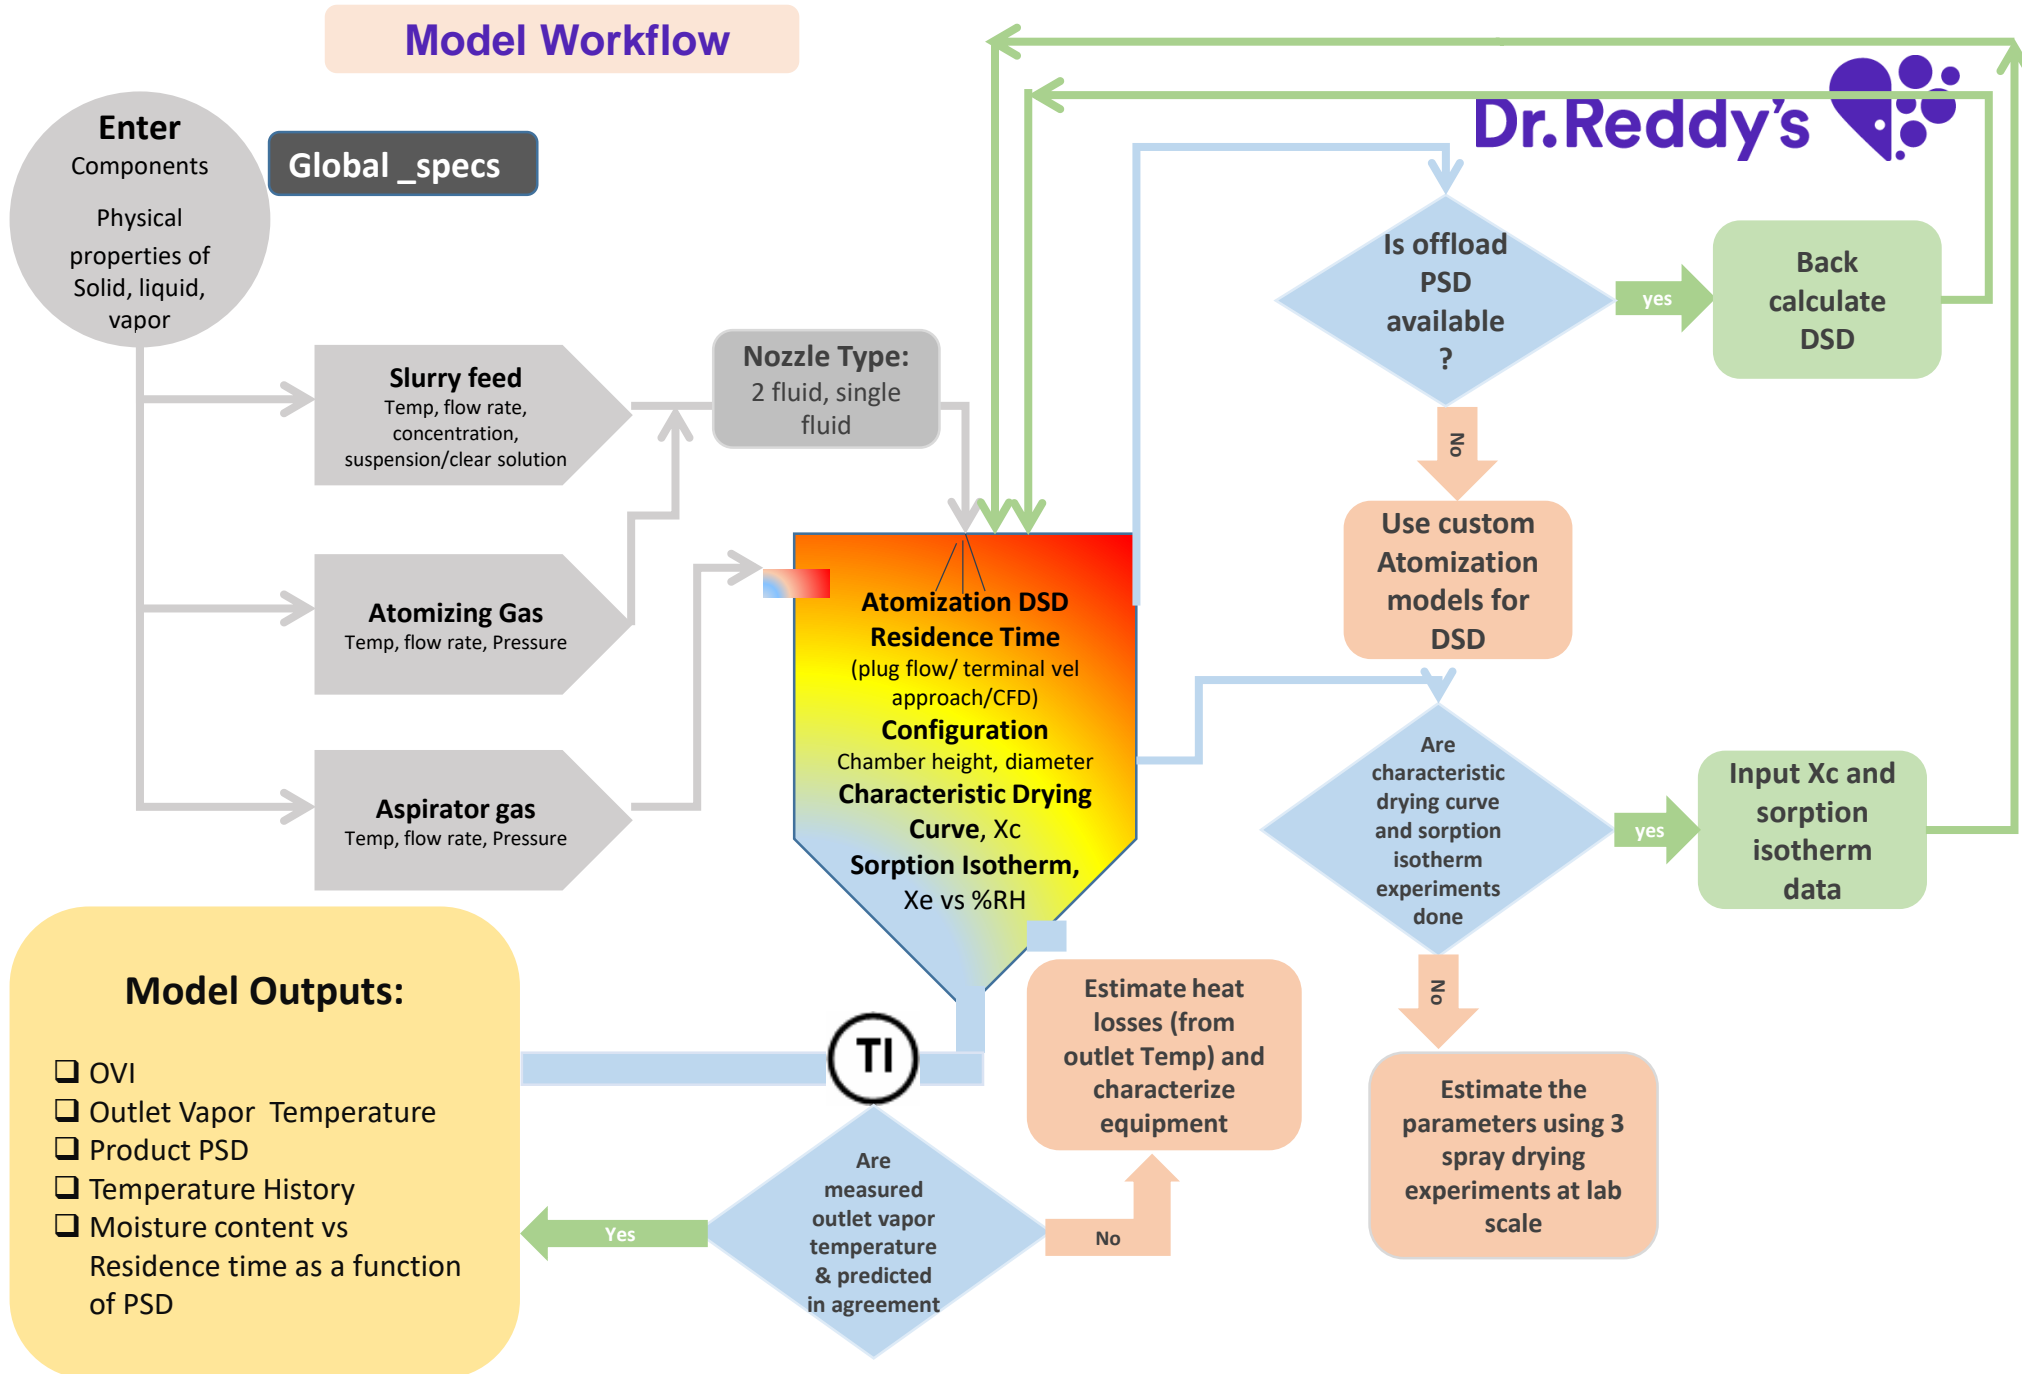 Model Workflow
Dr.Reddy's
Enter
Components
Physical
properties of
Solid, liquid,
vapor
Global _specs
Slurry feed
Temp, flow rate,
concentration,
suspension/clear solution
Atomizing Gas
Temp, flow rate, Pressure
Aspirator gas
Temp, flow rate, Pressure
Nozzle Type:
2 fluid, single
fluid
Atomization DSD
Residence Time
(plug flow/ terminal vel
approach/CFD)
Configuration
Chamber height, diameter
Characteristic Drying
Curve, Xc
Sorption Isotherm,
Xe vs %RH
Is offload
PSD
available
?
yes
Back
calculate
DSD
No
Use custom
Atomization
models for
DSD
Are
characteristic
drying curve
and sorption
isotherm
experiments
done
yes
Input Xc and
sorption
isotherm
data
No
Estimate the
parameters using 3
spray drying
experiments at lab
scale
TI
Are
measured
outlet vapor
temperature
& predicted
in agreement
No
Estimate heat
losses (from
outlet Temp) and
characterize
equipment
Yes
Model Outputs:
OVI
Outlet Vapor Temperature
Product PSD
Temperature History
Moisture content vs
Residence time as a function
of PSD